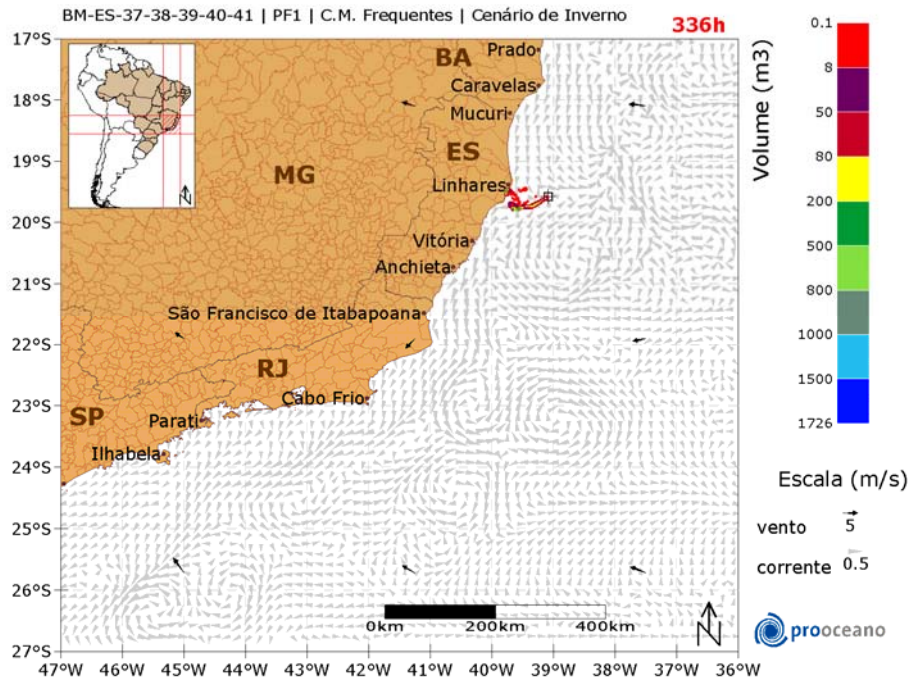 BM-ES-37-38-39-40-41 | PF1 | C.M. Frequentes | Cenário de Inverno
336h
17°S
18°S
19°S
20°S
21°S
22°S
23°S
24°S
25°S
26°S
27°S
47°W 46°W 45°W 44°W 43°W 42°W 41°W 40°W 39°W 38°W 37°W 36°W
BA
Prado
Caravelas
Mucuri
ES
MG
Linhares
Vitória
Anchieta
São Francisco de Itabapoana
RJ
Cabo Frio
SP
Parati
Ilhabela
N
0km 200km 400km
N
Volume (m3)
0.1
8
50
80
200
500
800
1000
1500
1726
Escala (m/s)
vento 5
corrente 0.5
prooceano